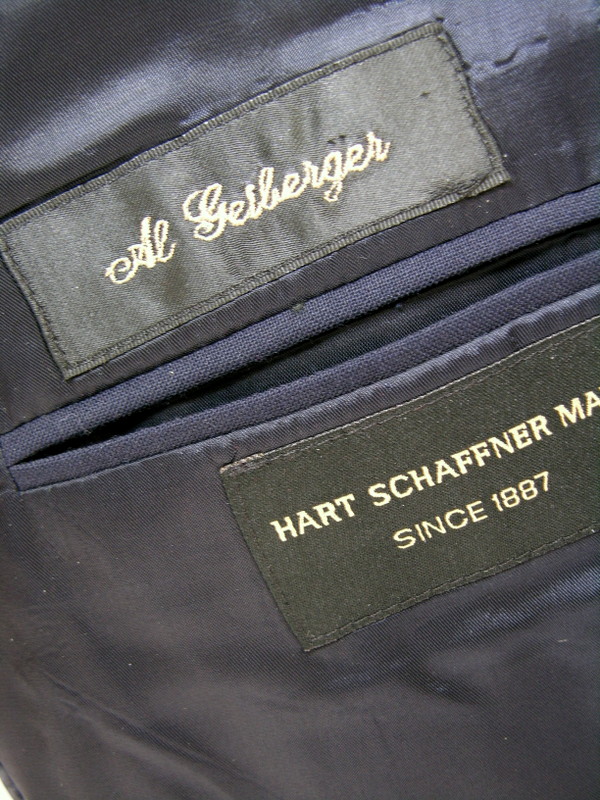 Al Geiberger
HART SCHAFFNER MA
SINCE 1887